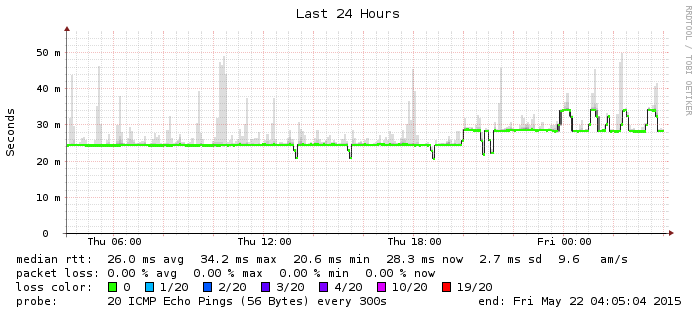 Last 24 Hours
RRDTOOL / TOBI OETIKER
Seconds
50 m
40 m
30 m
20 m
10 m
0
Thu 06:00 Thu 12:00 Thu 18:00 Fri 00:00
median rtt: 26.0 ms avg 34.2 ms max 20.6 ms min 28.3 ms now 2.7 ms sd 9.6 am/s
packet loss: 0.00 % avg 0.00 % max 0.00 % min 0.00 % now
loss color: 0 1/20 2/20 3/20 4/20 10/20 19/20
probe: 20 ICMP Echo Pings (56 Bytes) every 300s end: Fri May 22 04:05:04 2015